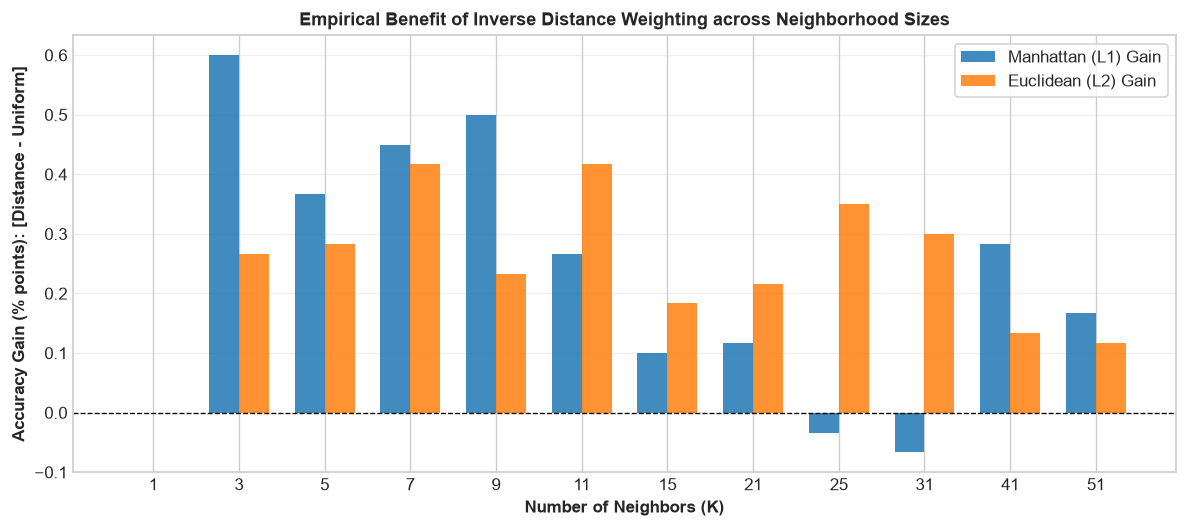 Empirical Benefit of Inverse Distance Weighting across Neighborhood Sizes
Manhattan (L1) Gain
Euclidean (L2) Gain
Accuracy Gain (% points): [Distance - Uniform]
0.6
0.5
0.4
0.3
0.2
0.1
0.0
−0.1
1 3 5 7 9 11 15 21 25 31 41 51
Number of Neighbors (K)